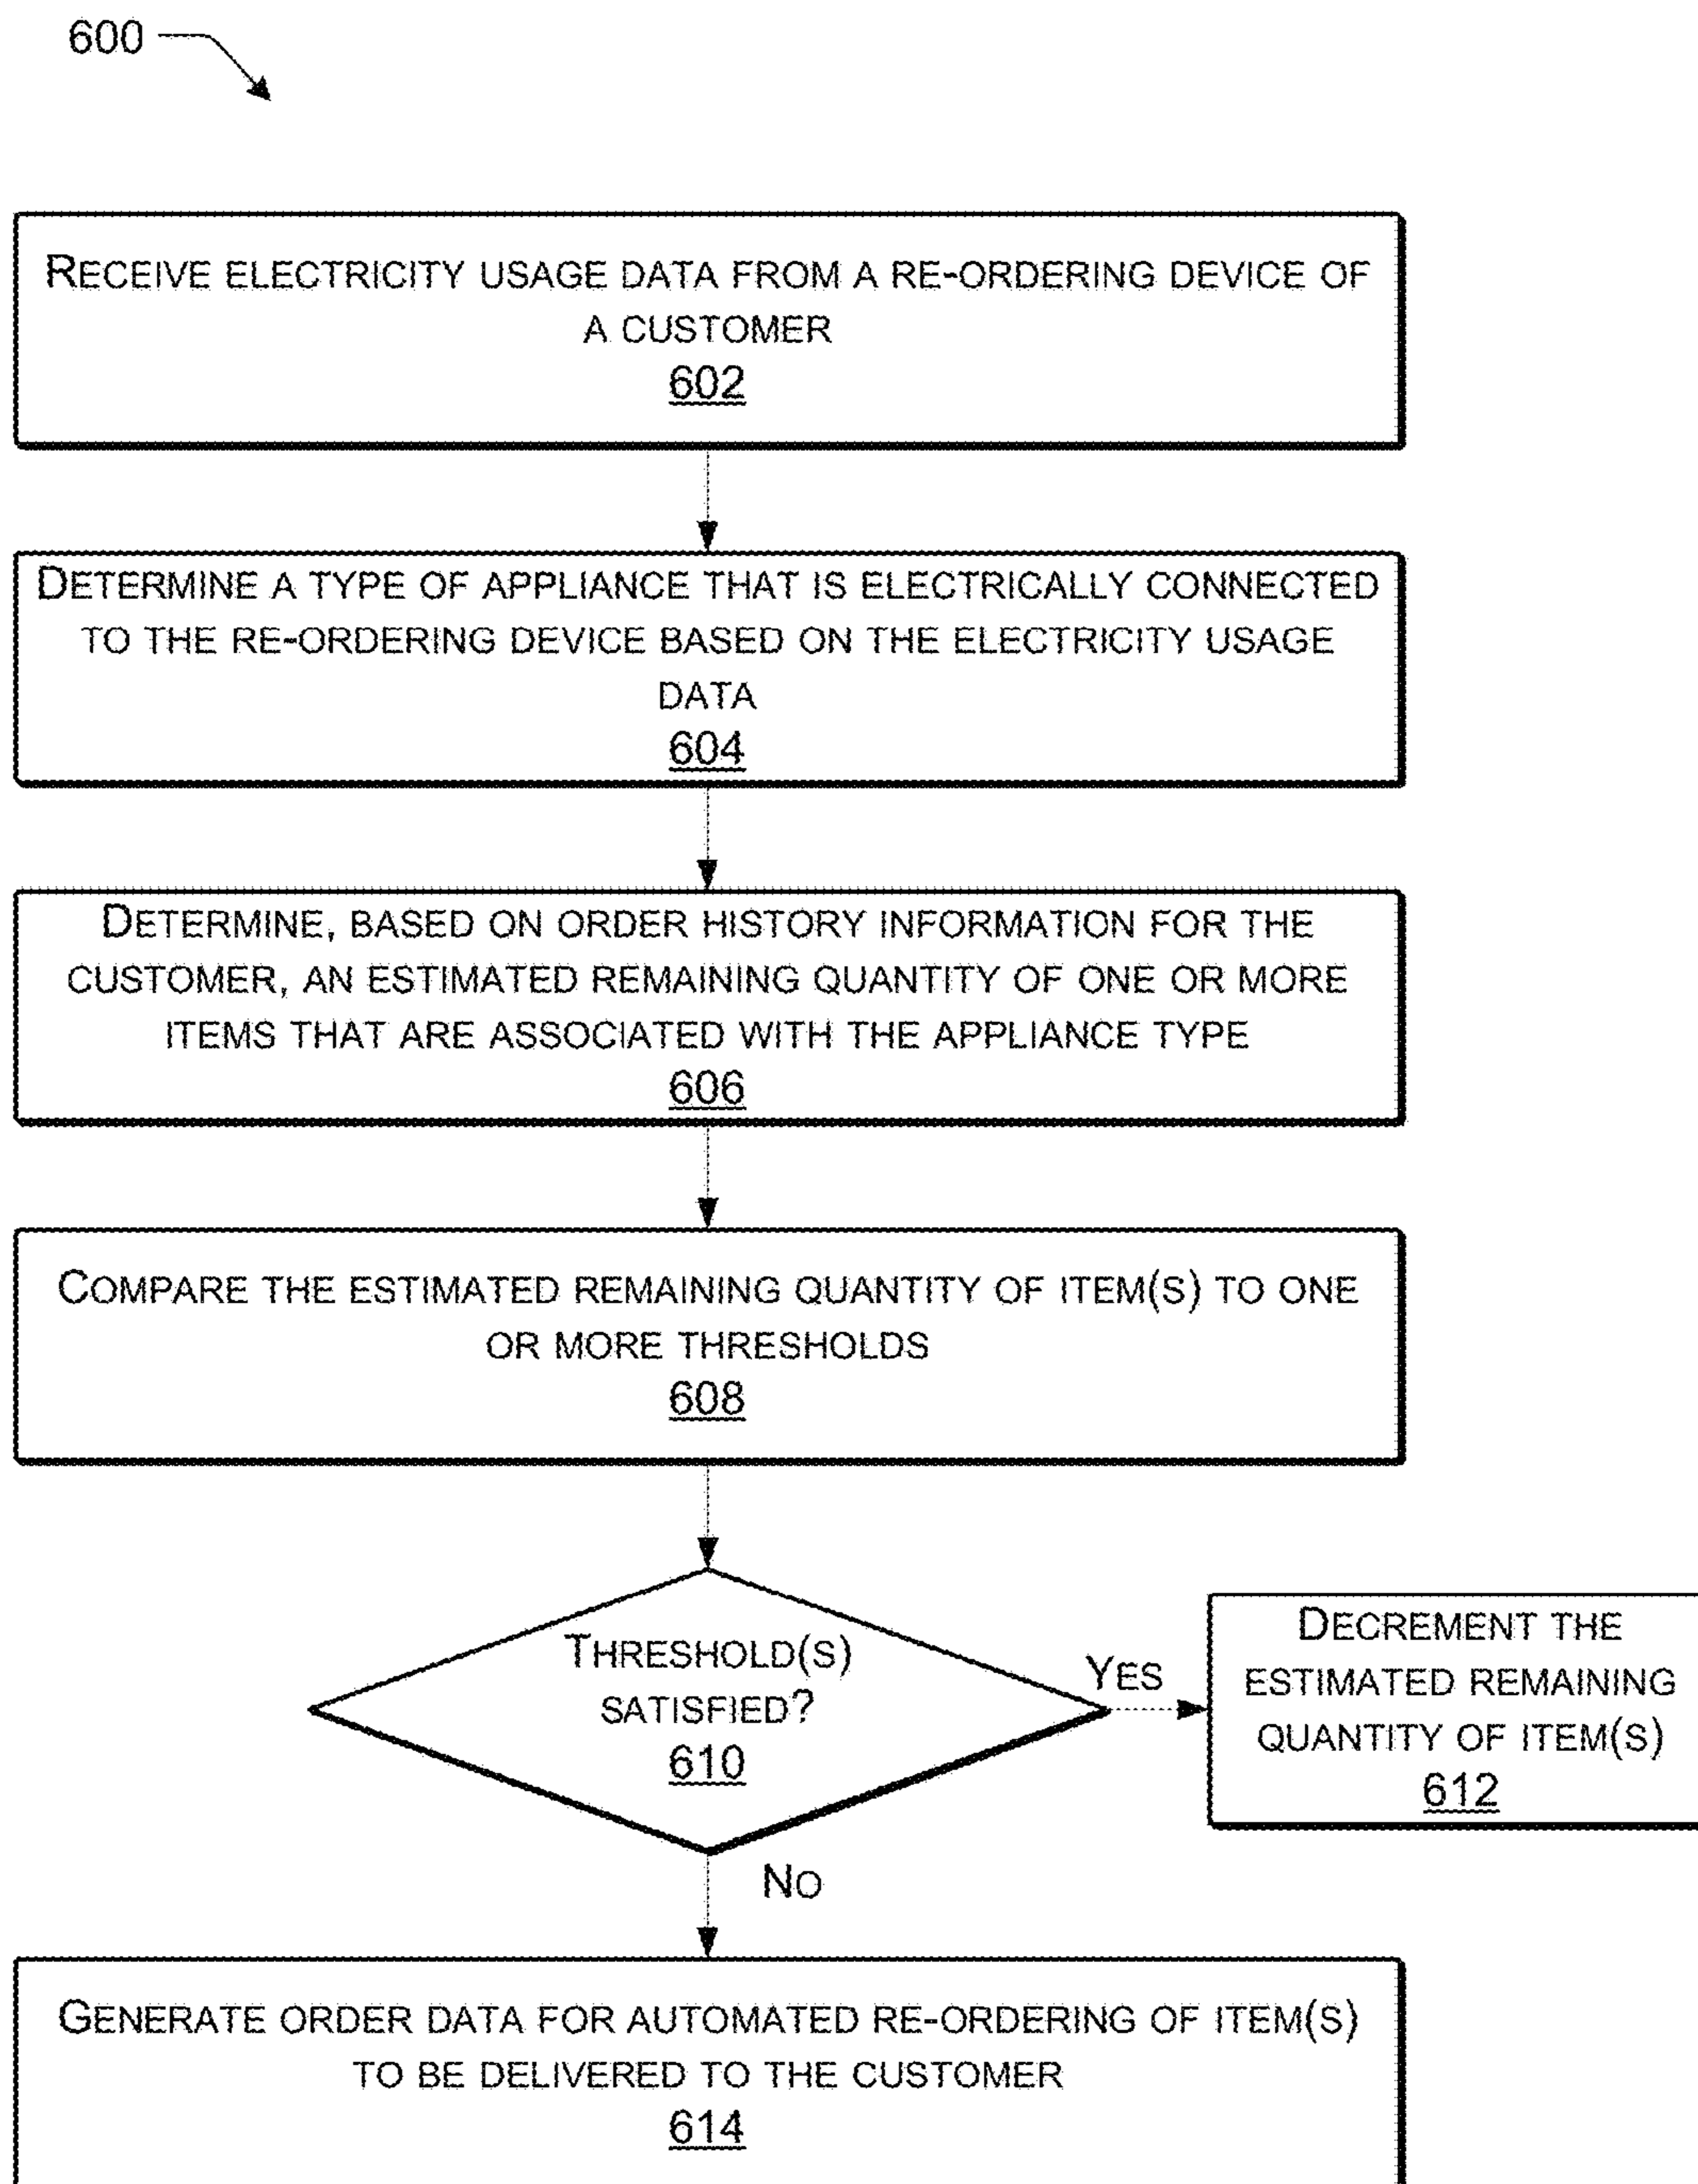 600
RECEIVE ELECTRICITY USAGE DATA FROM A RE-ORDERING DEVICE OF
A CUSTOMER
602
DETERMINE A TYPE OF APPLIANCE THAT IS ELECTRICALLY CONNECTED
TO THE RE-ORDERING DEVICE BASED ON THE ELECTRICITY USAGE
DATA
604
DETERMINE, BASED ON ORDER HISTORY INFORMATION FOR THE
CUSTOMER, AN ESTIMATED REMAINING QUANTITY OF ONE OR MORE
ITEMS THAT ARE ASSOCIATED WITH THE APPLIANCE TYPE
606
COMPARE THE ESTIMATED REMAINING QUANTITY OF ITEM(S) TO ONE
OR MORE THRESHOLDS
608
THRESHOLD(S)
SATISFIED?
610
YES
DECREMENT THE
ESTIMATED REMAINING
QUANTITY OF ITEM(S)
612
NO
GENERATE ORDER DATA FOR AUTOMATED RE-ORDERING OF ITEM(S)
TO BE DELIVERED TO THE CUSTOMER
614